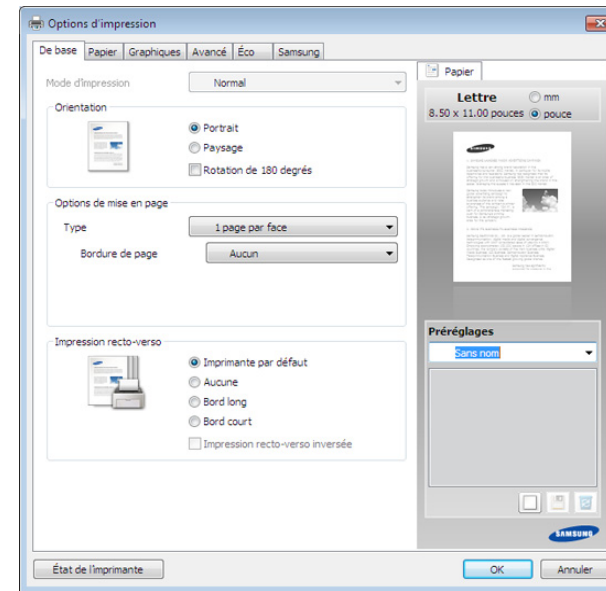 Options d'impression
De base Papier Graphiques Avancé Éco Samsung
Mode d'impression Normal
Orientation
Portrait
Paysage
Rotation de 180 degrés
Options de mise en page
Type 1 page par face
Bordure de page Aucun
Impression recto-verso
Imprimante par défaut
Aucune
Bord long
Bord court
Impression recto-verso inversée
Papier
Lettre mm
8.50 x 11.00 pouces pouce
SAMSUNG
Préréglages
Sans nom
SAMSUNG
État de l'imprimante OK Annuler